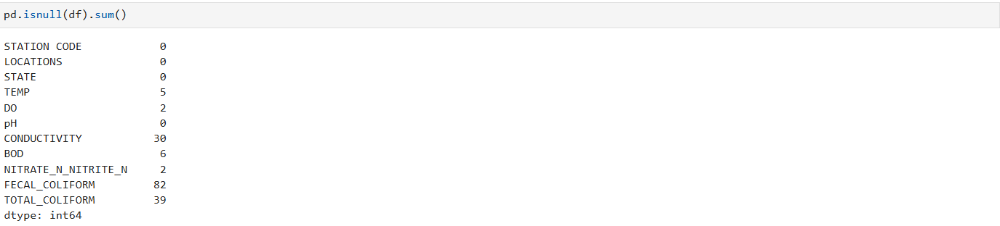 pd.isnull(df).sum()
STATION CODE 0
LOCATIONS 0
STATE 0
TEMP 5
DO 2
pH 0
CONDUCTIVITY 30
BOD 6
NITRATE_N_NITRITE_N 2
FECAL_COLIFORM 82
TOTAL_COLIFORM 39
dtype: int64